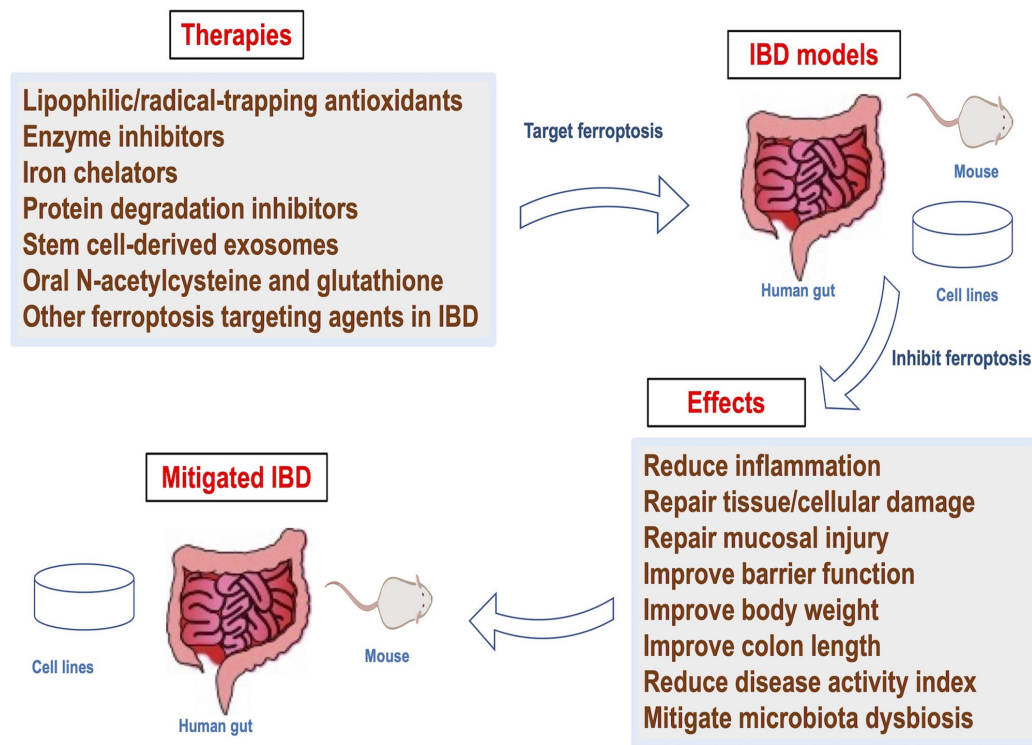 Therapies
Lipophilic/radical-trapping antioxidants
Enzyme inhibitors
Iron chelators
Protein degradation inhibitors
Stem cell-derived exosomes
Oral N-acetylcysteine and glutathione
Other ferroptosis targeting agents in IBD
Target ferroptosis
IBD models
Mouse
Human gut
Cell lines
Inhibit ferroptosis
Effects
Reduce inflammation
Repair tissue/cellular damage
Repair mucosal injury
Improve barrier function
Improve body weight
Improve colon length
Reduce disease activity index
Mitigate microbiota dysbiosis
Mitigated IBD
Cell lines
Mouse
Human gut